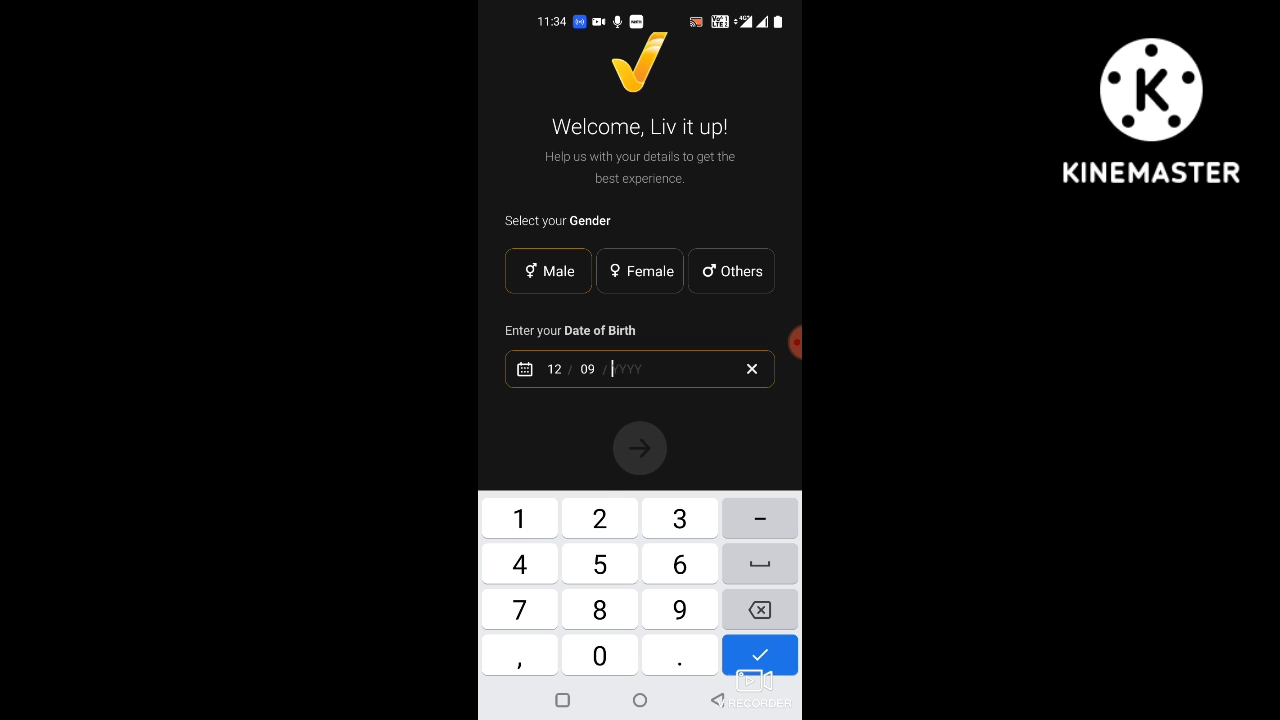 11:34
Welcome, Liv it up!
Help us with your details to get the
best experience.
Select your Gender
Male
Female
Others
Enter your Date of Birth
12 / 09 / YYYY
1 2 3 –
4 5 6
7 8 9
, 0 .
RECORDER
K
KINEMASTER